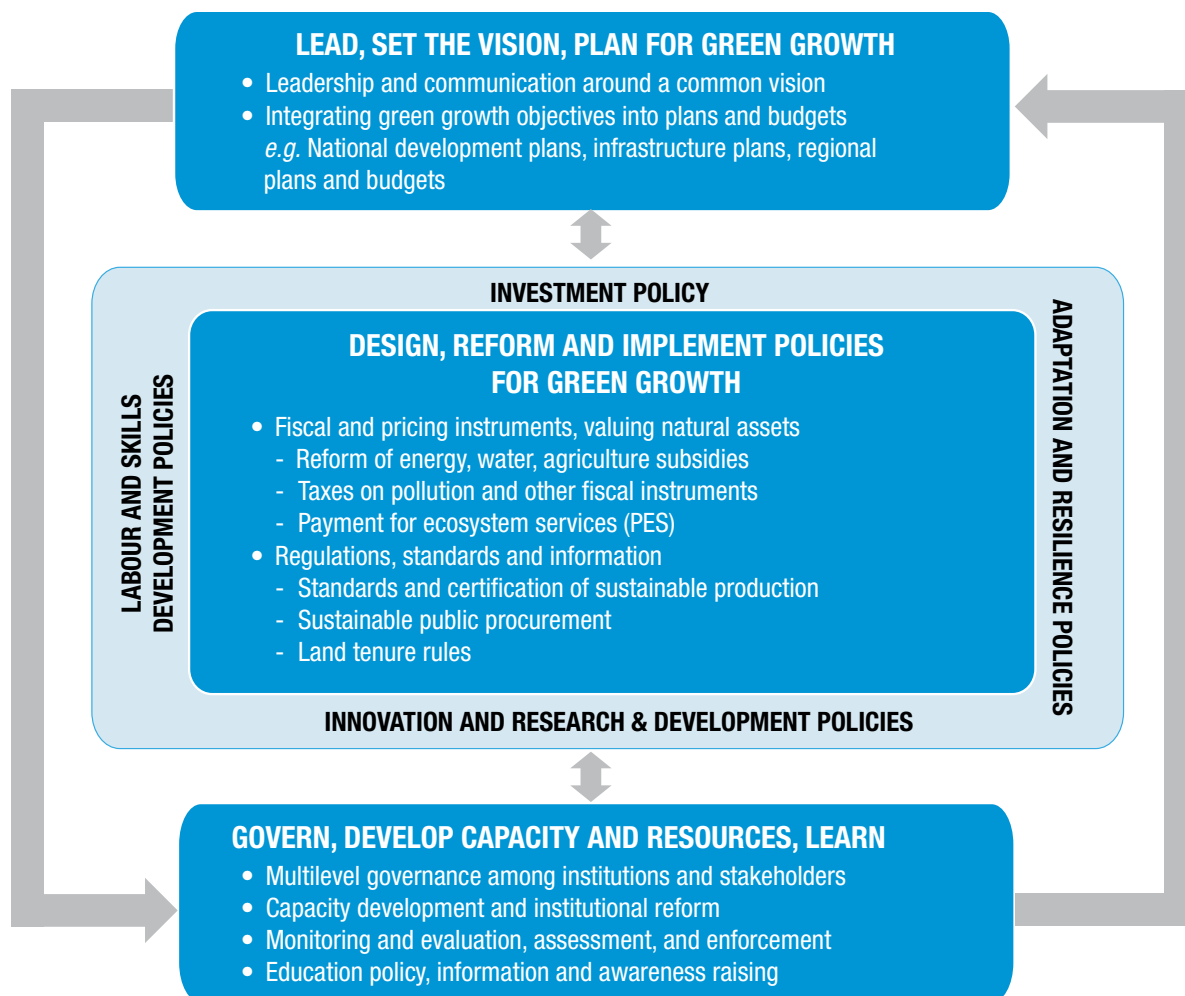 LEAD, SET THE VISION, PLAN FOR GREEN GROWTH
• Leadership and communication around a common vision
• Integrating green growth objectives into plans and budgets
e.g. National development plans, infrastructure plans, regional
plans and budgets
INVESTMENT POLICY
LABOUR AND SKILLS
DEVELOPMENT POLICIES
DESIGN, REFORM AND IMPLEMENT POLICIES
FOR GREEN GROWTH
• Fiscal and pricing instruments, valuing natural assets
- Reform of energy, water, agriculture subsidies
- Taxes on pollution and other fiscal instruments
- Payment for ecosystem services (PES)
• Regulations, standards and information
- Standards and certification of sustainable production
- Sustainable public procurement
- Land tenure rules
ADAPTATION AND RESILIENCE POLICIES
INNOVATION AND RESEARCH & DEVELOPMENT POLICIES
GOVERN, DEVELOP CAPACITY AND RESOURCES, LEARN
• Multilevel governance among institutions and stakeholders
• Capacity development and institutional reform
• Monitoring and evaluation, assessment, and enforcement
• Education policy, information and awareness raising